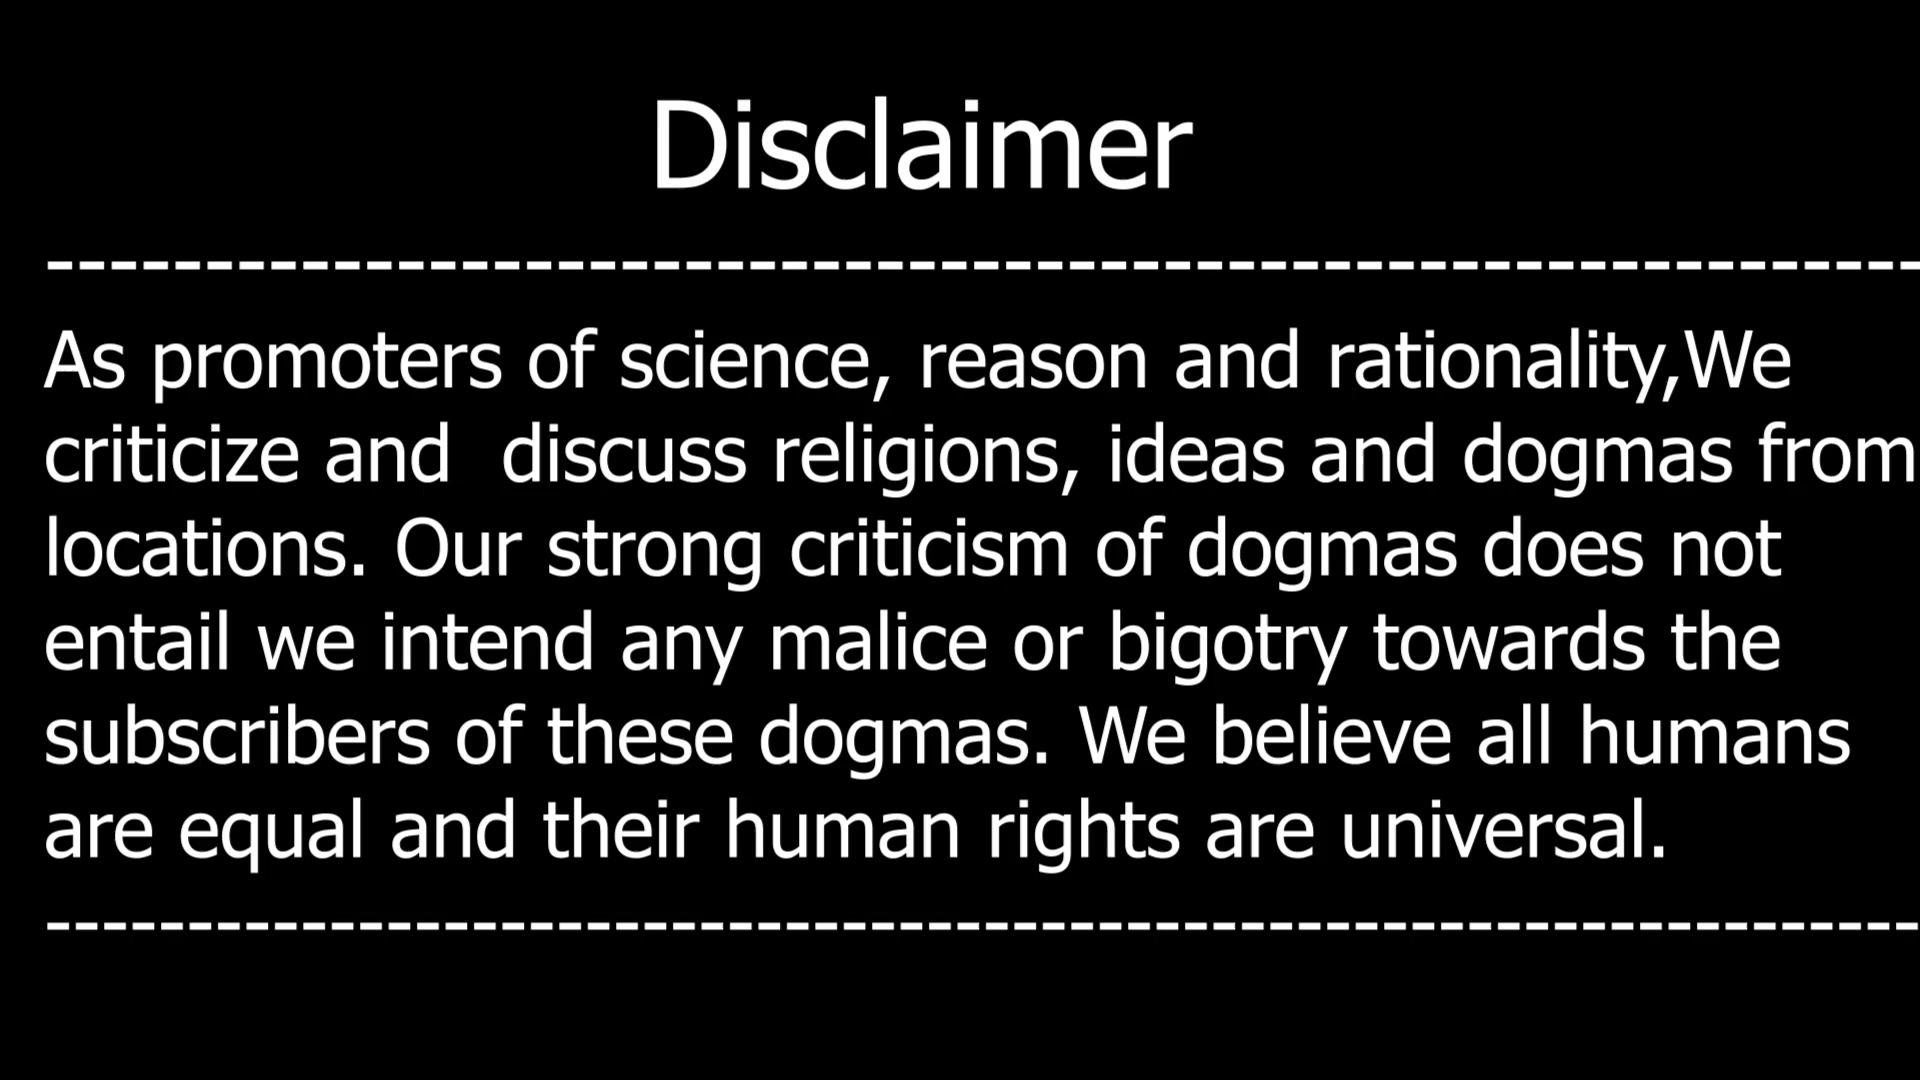 Disclaimer
-----------------------------------------------------------
As promoters of science, reason and rationality,We
criticize and  discuss religions, ideas and dogmas from
locations. Our strong criticism of dogmas does not
entail we intend any malice or bigotry towards the
subscribers of these dogmas. We believe all humans
are equal and their human rights are universal.
------------------------------------------------------------------